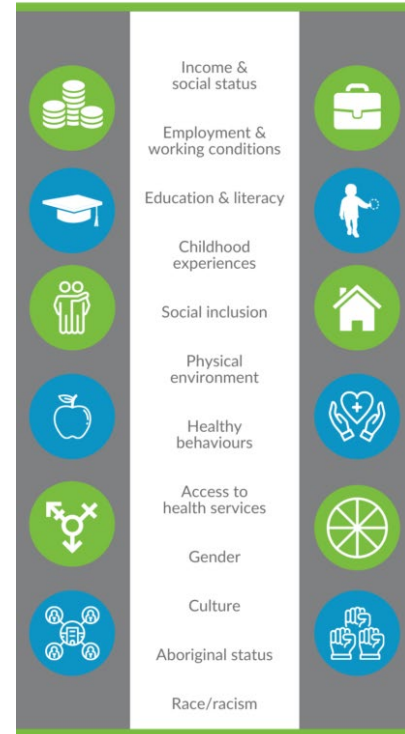 Income &
social status
Employment &
working conditions
Education & literacy
Childhood
experiences
Social inclusion
Physical
environment
Healthy
behaviours
Access to
health services
Gender
Culture
Aboriginal status
Race/racism